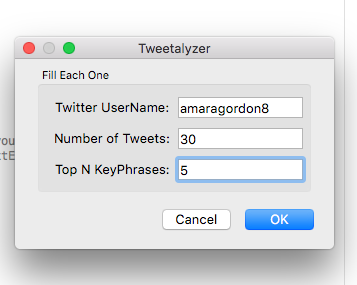 Tweetalyzer
Fill Each One
Twitter UserName: amaragordon8
Number of Tweets: 30
Top N KeyPhrases: 5
Cancel OK